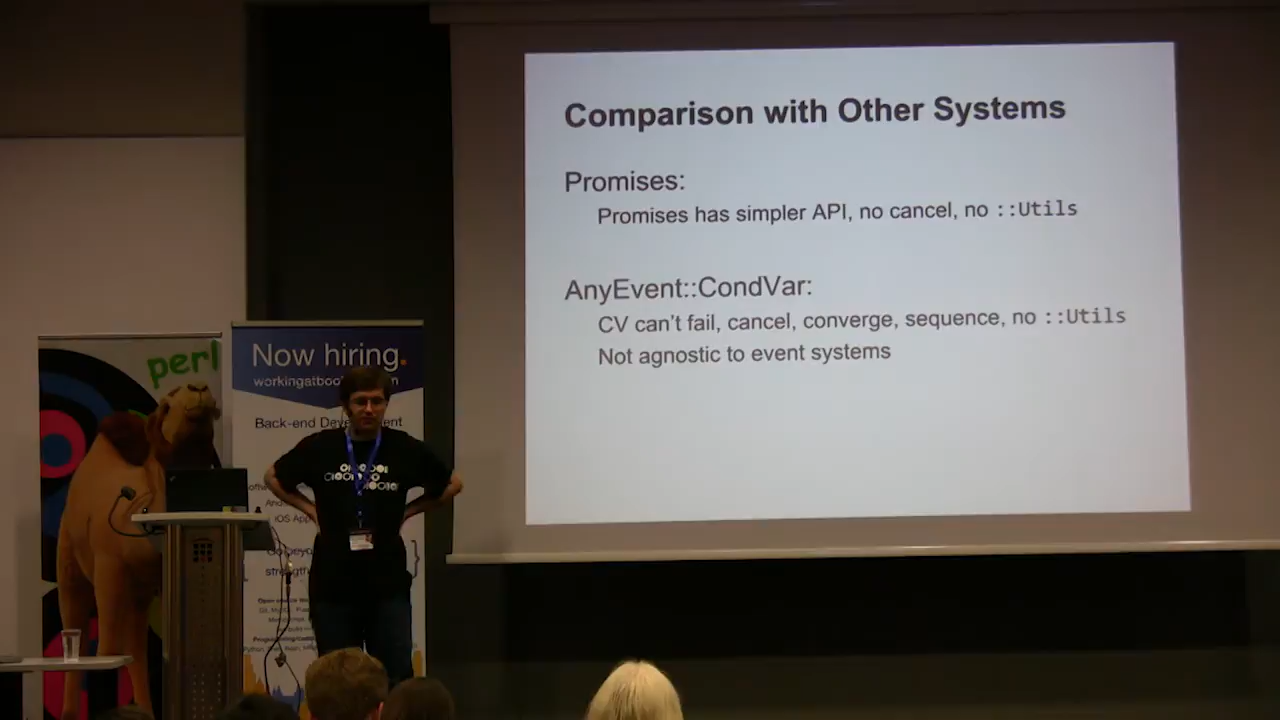 Comparison with Other Systems
Promises:
Promises has simpler API, no cancel, no ::Utils
AnyEvent::CondVar:
CV can't fail, cancel, converge, sequence, no ::Utils
Not agnostic to event systems
perl
Now hiring.
Back-end
iOS